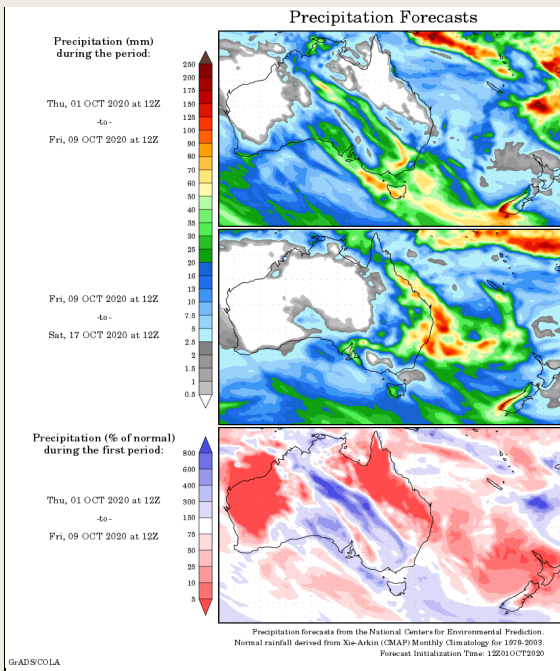 Precipitation Forecasts
Precipitation (mm)
during the period:
Thu, 01 OCT 2020 at 12Z
-to-
Fri, 09 OCT 2020 at 12Z
250
200
175
150
125
100
90
80
70
60
50
40
35
30
25
20
16
13
10
7.5
5
2.5
2
1.5
1
0.5
Fri, 09 OCT 2020 at 12Z
-to-
Sat, 17 OCT 2020 at 12Z
Precipitation (% of normal)
during the first period:
Thu, 01 OCT 2020 at 12Z
-to-
Fri, 09 OCT 2020 at 12Z
800
600
400
300
150
75
50
25
10
5
Precipitation forecasts from the National Centers for Environmental Prediction.
Normal rainfall derived from Xie-Arkin (CMAP) Monthly Climatology for 1979-2003.
Forecast Initialization Time: 12Z01OCT2020
GrADS/COLA